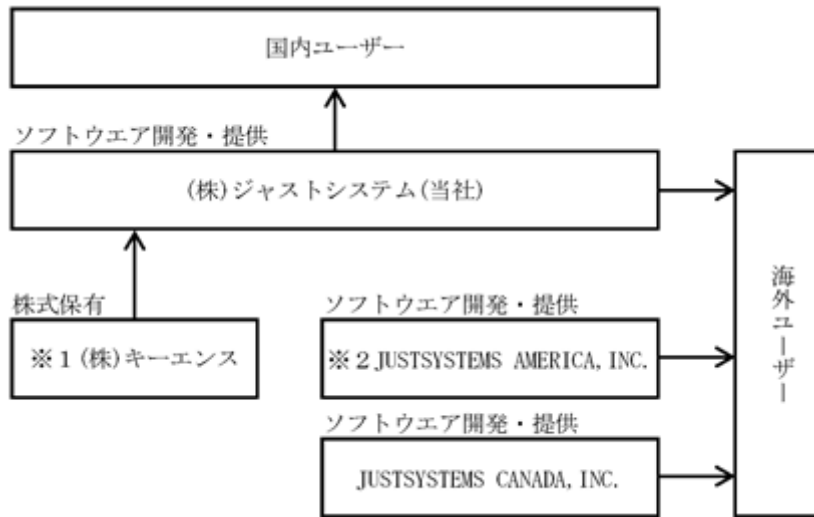 国内ユーザー
ソフトウエア開発・提供
(株)ジャストシステム(当社)
株式保有
※1(株)キーエンス
ソフトウエア開発・提供
※2JUSTSYSTEMS AMERICA, INC.
ソフトウエア開発・提供
JUSTSYSTEMS CANADA, INC.
海外ユーザー